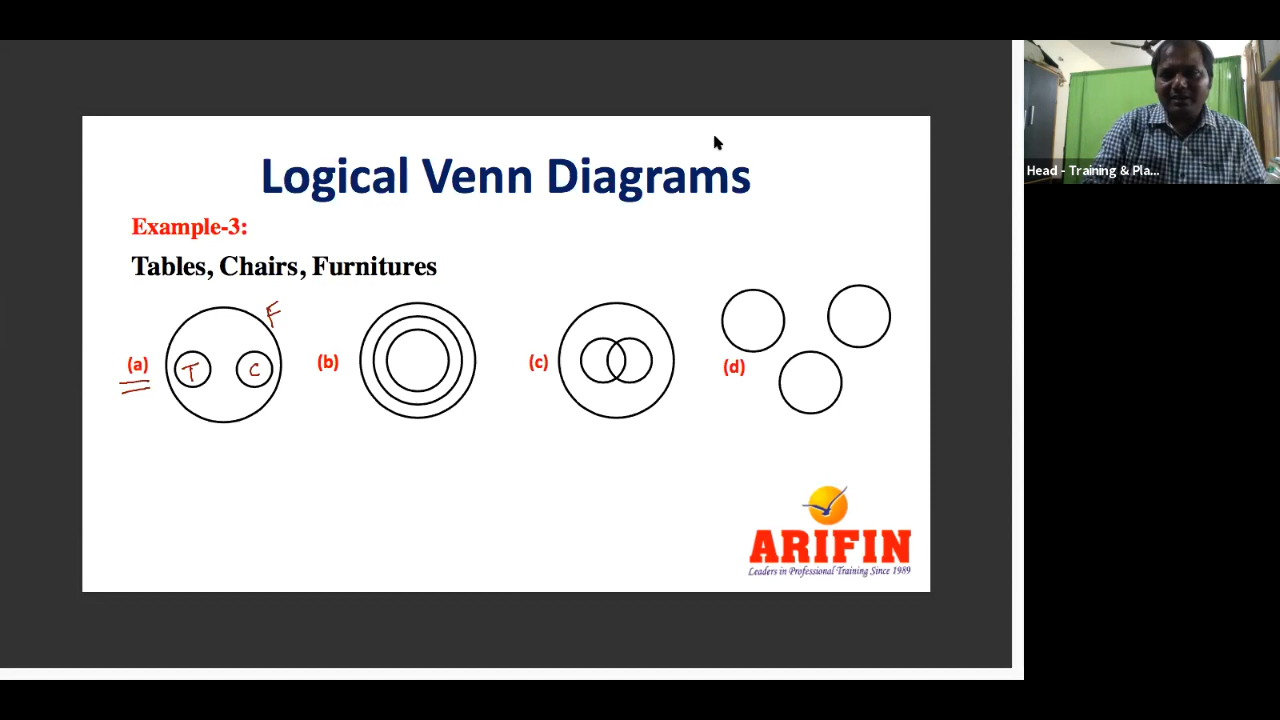 Logical Venn Diagrams
Example-3:
Tables, Chairs, Furnitures
F
(a) T C (b) (c) (d)
ARIFIN
Leaders in Professional Training Since 1989
Head - Training & Pla...